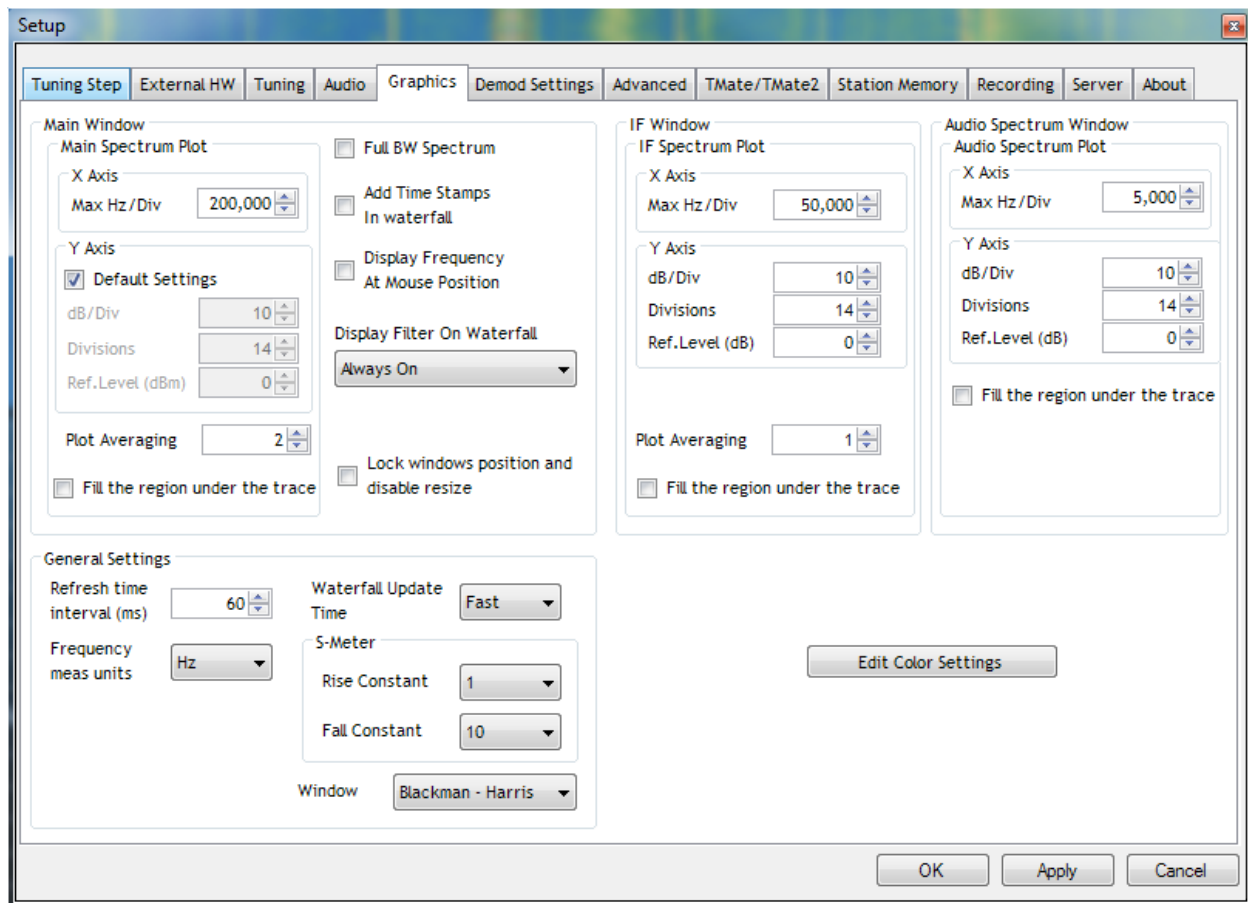 Setup
Tuning Step
External HW
Tuning
Audio
Graphics
Demod Settings
Advanced
TMate/TMate2
Station Memory
Recording
Server
About
Main Window
Main Spectrum Plot
X Axis
Max Hz/Div 200,000
Y Axis
Default Settings
dB/Div 10
Divisions 14
Ref.Level (dBm) 0
Plot Averaging 2
Fill the region under the trace
Full BW Spectrum
Add Time Stamps
In waterfall
Display Frequency
At Mouse Position
Display Filter On Waterfall
Always On
Lock windows position and
disable resize
IF Window
IF Spectrum Plot
X Axis
Max Hz/Div 50,000
Y Axis
dB/Div 10
Divisions 14
Ref.Level (dB) 0
Plot Averaging 1
Fill the region under the trace
Audio Spectrum Window
Audio Spectrum Plot
X Axis
Max Hz/Div 5,000
Y Axis
dB/Div 10
Divisions 14
Ref.Level (dB) 0
Fill the region under the trace
General Settings
Refresh time
interval (ms) 60
Frequency
meas units Hz
Waterfall Update
Time Fast
S-Meter
Rise Constant 1
Fall Constant 10
Window Blackman - Harris
Edit Color Settings
OK
Apply
Cancel